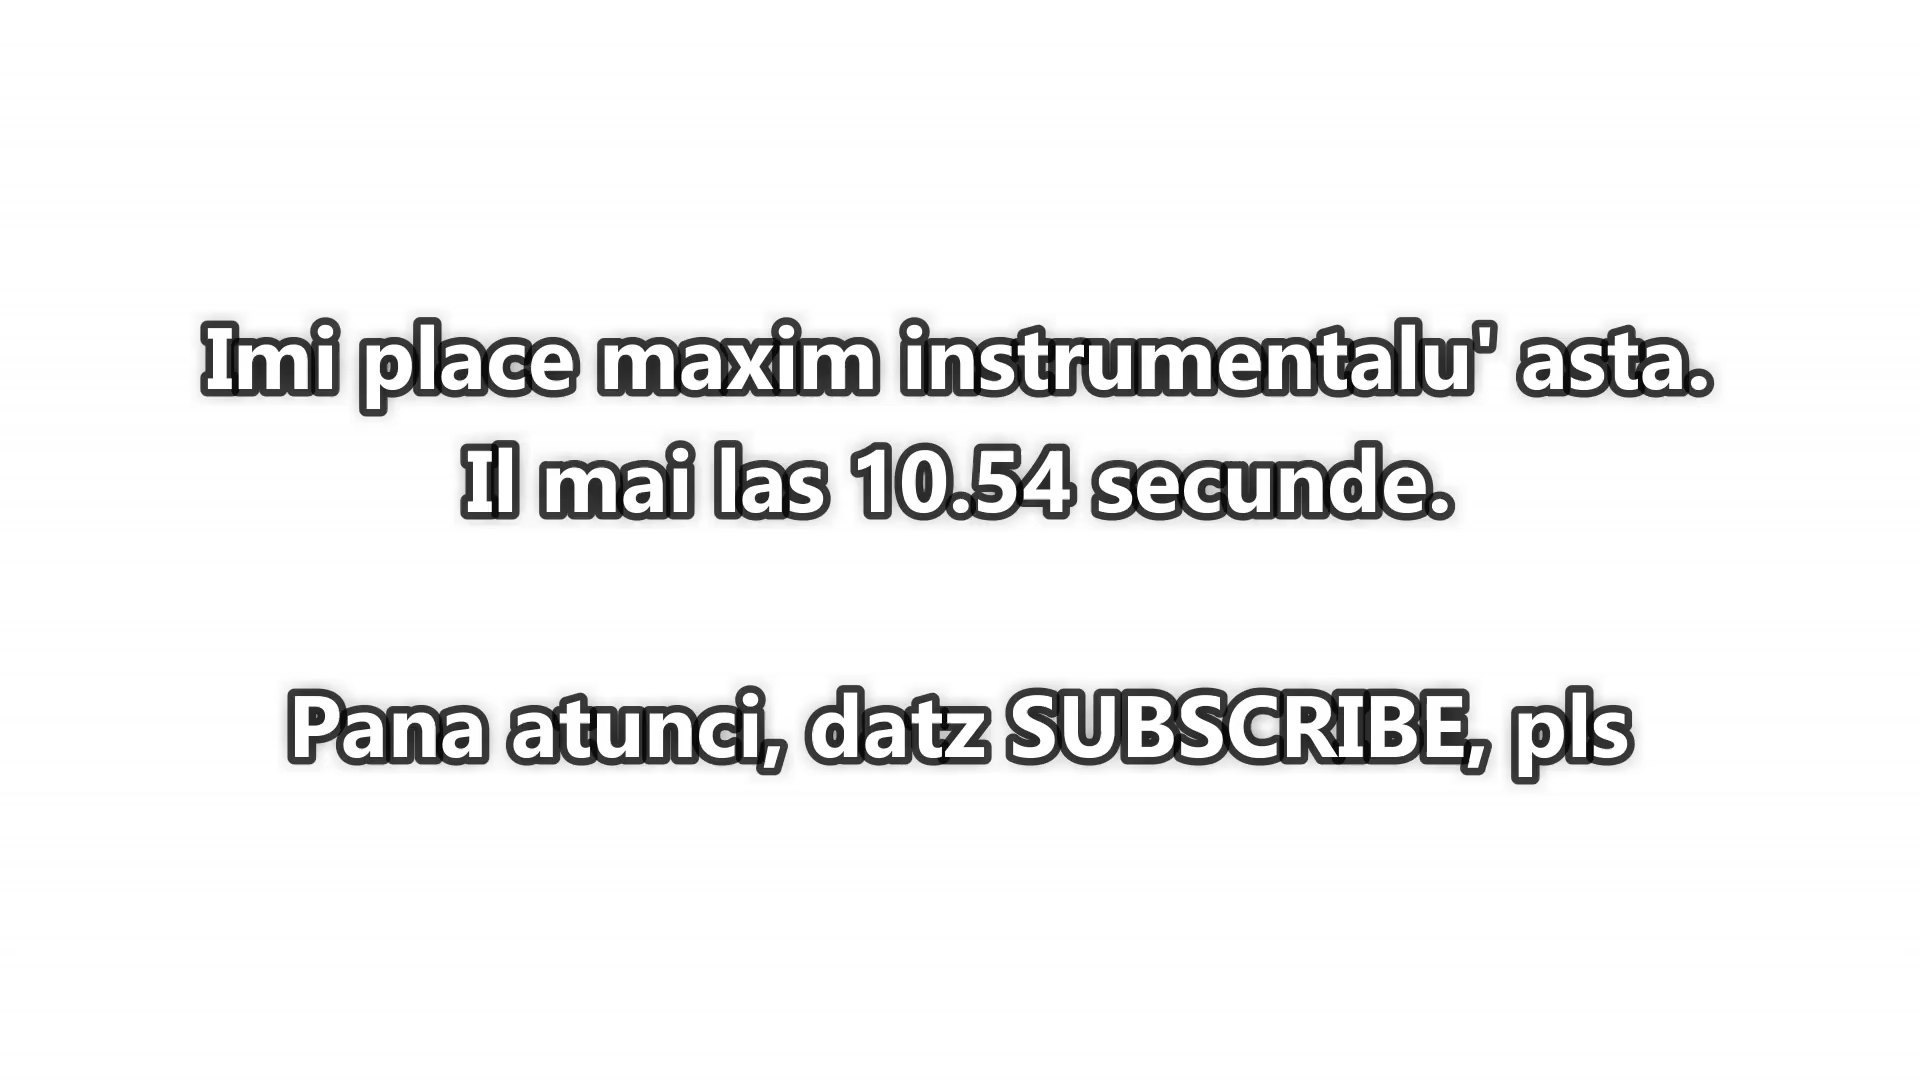 Imi place maxim instrumentalu' asta.
Il mai las 10.54 secunde.
Pana atunci, datz SUBSCRIBE, pls